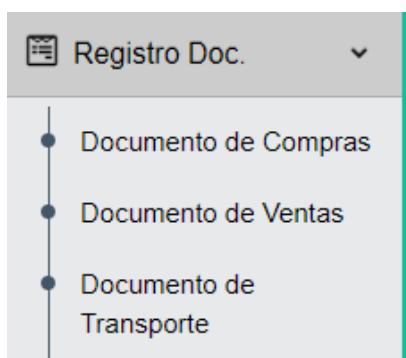 Registro Doc.
Documento de Compras
Documento de Ventas
Documento de
Transporte